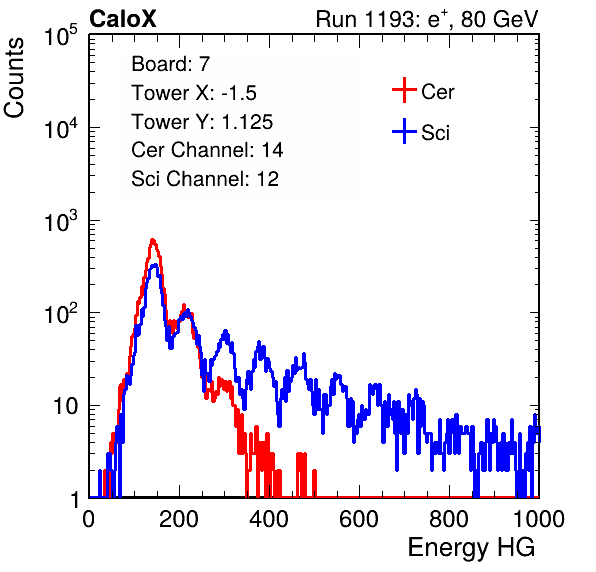 CaloX Run 1193: e⁺, 80 GeV
Board: 7
Tower X: -1.5
Tower Y: 1.125
Cer Channel: 14
Sci Channel: 12
Cer
Sci
Counts
10⁵
10⁴
10³
10²
10
1
0 200 400 600 800 1000
Energy HG